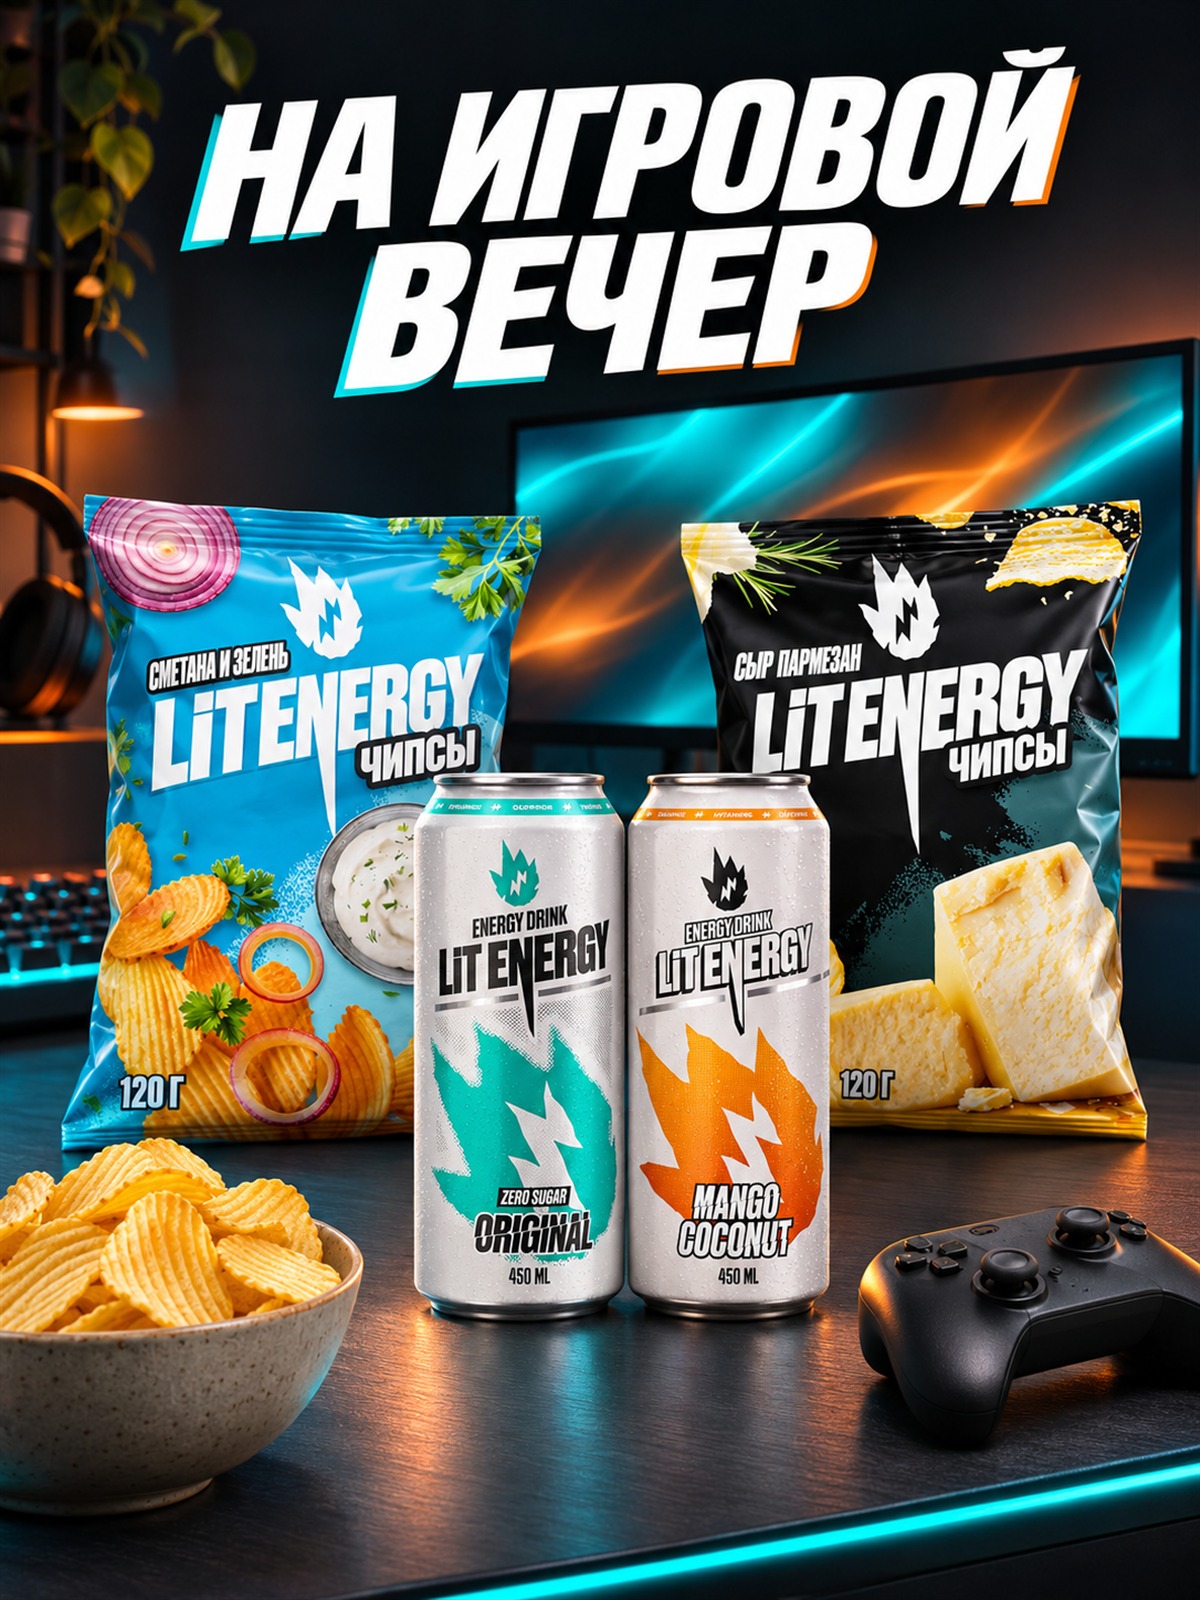 НА ИГРОВОЙ
ВЕЧЕР
СМЕТАНА И ЗЕЛЕНЬ
LITENERGY
ЧИПСЫ
120 Г
СЫР ПАРМЕЗАН
LITENERGY
ЧИПСЫ
120 Г
ENERGY DRINK
LIT ENERGY
ZERO SUGAR
ORIGINAL
450 ML
ENERGY DRINK
LIT ENERGY
MANGO
COCONUT
450 ML